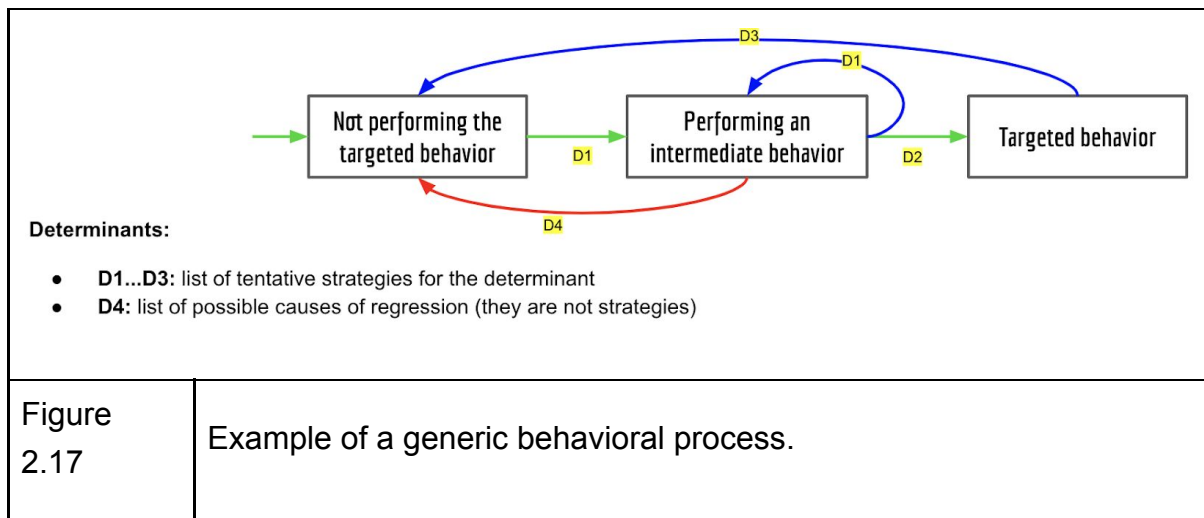 D3
D1
Not performing the
targeted behavior
D1
Performing an
intermediate behavior
D2
Targeted behavior
D4
Determinants:
● D1...D3: list of tentative strategies for the determinant
● D4: list of possible causes of regression (they are not strategies)
Figure
2.17
Example of a generic behavioral process.